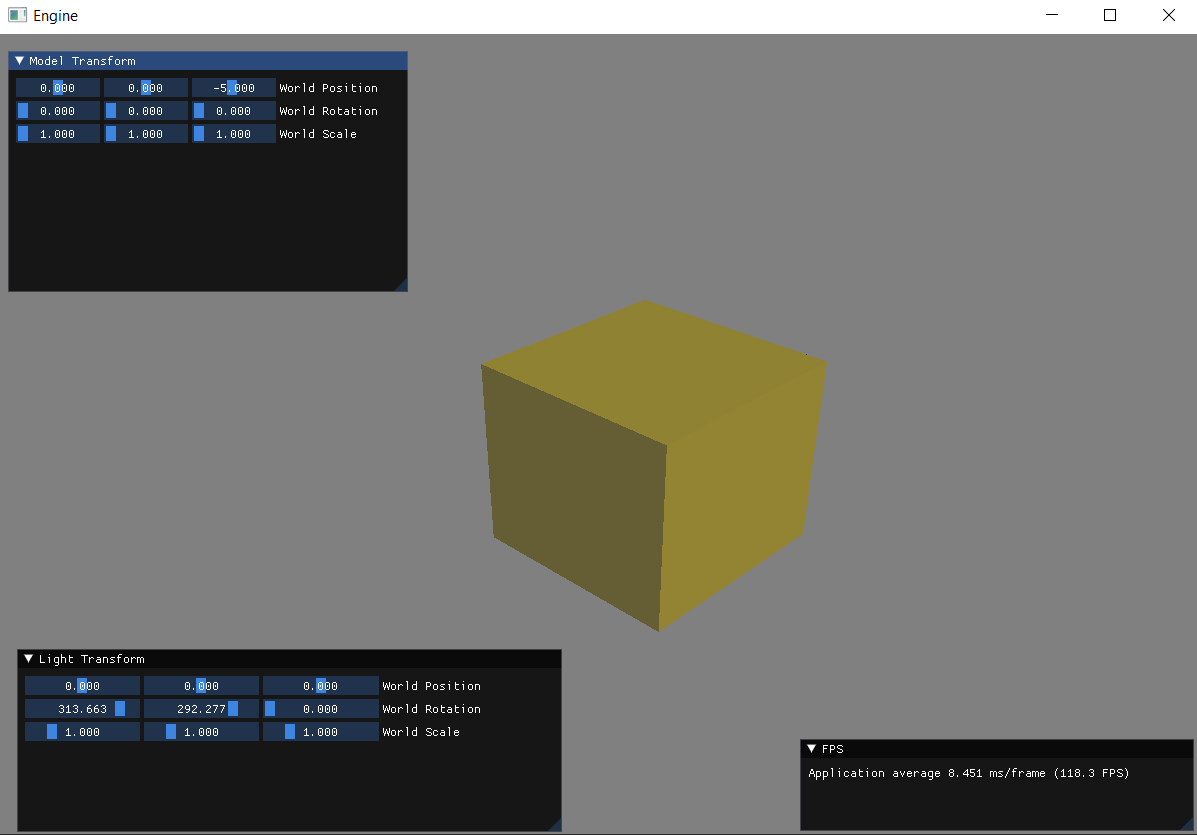 Engine
Model Transform
0.000 0.000 -5.000 World Position
0.000 0.000 0.000 World Rotation
1.000 1.000 1.000 World Scale
Light Transform
0.000 0.000 0.000 World Position
313.663 292.277 0.000 World Rotation
1.000 1.000 1.000 World Scale
FPS
Application average 8.451 ms/frame (118.3 FPS)